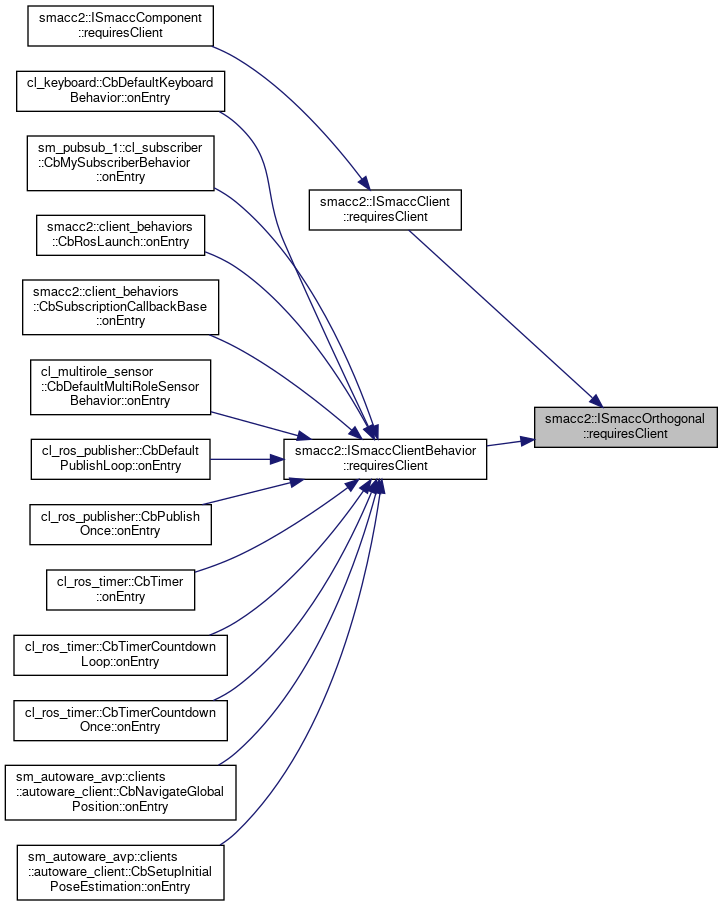 smacc2::ISmaccComponent
::requiresClient
cl_keyboard::CbDefaultKeyboard
Behavior::onEntry
sm_pubsub_1::cl_subscriber
::CbMySubscriberBehavior
::onEntry
smacc2::client_behaviors
::CbRosLaunch::onEntry
smacc2::client_behaviors
::CbSubscriptionCallbackBase
::onEntry
cl_multirole_sensor
::CbDefaultMultiRoleSensor
Behavior::onEntry
cl_ros_publisher::CbDefault
PublishLoop::onEntry
cl_ros_publisher::CbPublish
Once::onEntry
cl_ros_timer::CbTimer
::onEntry
cl_ros_timer::CbTimerCountdown
Loop::onEntry
cl_ros_timer::CbTimerCountdown
Once::onEntry
sm_autoware_avp::clients
::autoware_client::CbNavigateGlobal
Position::onEntry
sm_autoware_avp::clients
::autoware_client::CbSetupInitial
PoseEstimation::onEntry
smacc2::ISmaccClient
::requiresClient
smacc2::ISmaccClientBehavior
::requiresClient
smacc2::ISmaccOrthogonal
::requiresClient